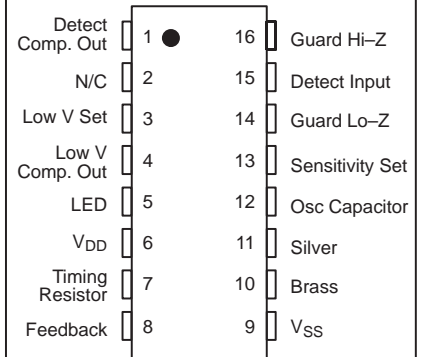 Detect
Comp. Out 1 16 Guard Hi–Z
N/C 2 15 Detect Input
Low V Set 3 14 Guard Lo–Z
Low V
Comp. Out 4 13 Sensitivity Set
LED 5 12 Osc Capacitor
VDD 6 11 Silver
Timing
Resistor 7 10 Brass
Feedback 8 9 VSS